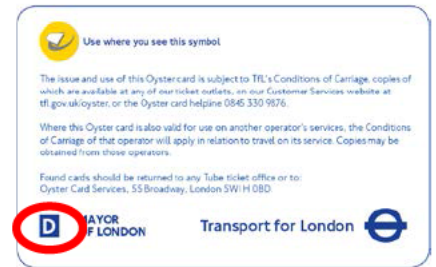 Use where you see this symbol
The issue and use of this Oyster card is subject to TfL's Conditions of Carriage, copies of
which are available at any of our ticket outlets, on our Customer Services website at
tfl.gov.uk/oyster, or the Oyster card helpline 0845 330 9876.
Where this Oyster card is also valid for use on another operator's services, the Conditions
of Carriage of that operator will apply in relation to travel on its service. Copies may be
obtained from those operators.
Found cards should be returned to any Tube ticket office or to:
Oyster Card Services, 55 Broadway, London SW1H 0BD
D
AYOR
F LONDON
Transport for London